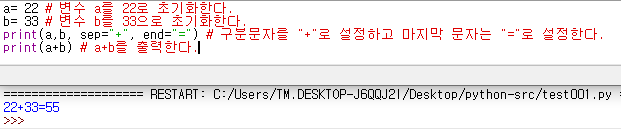 a= 22 # 변수 a를 22로 초기화한다.
b= 33 # 변수 b를 33으로 초기화한다.
print(a,b, sep="+", end="=") # 구분문자를 "+"로 설정하고 마지막 문자는 "="로 설정한다.
print(a+b) # a+b를 출력한다.
==================== RESTART: C:/Users/TM.DESKTOP-J6QQJ2I/Desktop/python-src/test001.py =
22+33=55
>>>